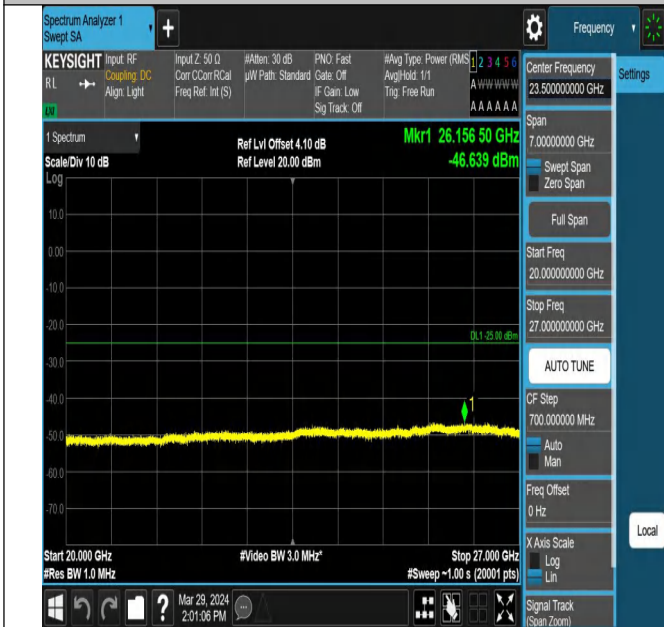 Spectrum Analyzer 1
Swept SA
+
Frequency
KEYSIGHT
RL
LXI
Input: RF
Coupling: DC
Align: Light
Input Z: 50 Ω
Corr CCorr RCal
Freq Ref: Int (S)
#Atten: 30 dB
µW Path: Standard
PNO: Fast
Gate: Off
IF Gain: Low
Sig Track: Off
#Avg Type: Power (RMS
Avg|Hold: 1/1
Trig: Free Run
1 2 3 4 5 6
A W W W W W
A A A A A A
Center Frequency
23.500000000 GHz
Settings
1 Spectrum
Scale/Div 10 dB
Ref Lvl Offset 4.10 dB
Ref Level 20.00 dBm
Mkr1 26.156 50 GHz
-46.639 dBm
Span
7.00000000 GHz
Swept Span
Zero Span
Full Span
Log
10.0
0.00
-10.0
-20.0
-30.0
-40.0
-50.0
-60.0
-70.0
DL1 -25.00 dBm
1
Start Freq
20.000000000 GHz
Stop Freq
27.000000000 GHz
AUTO TUNE
CF Step
700.000000 MHz
Auto
Man
Freq Offset
0 Hz
X Axis Scale
Log
Lin
Local
Signal Track
(Span Zoom)
Start 20.000 GHz
#Res BW 1.0 MHz
#Video BW 3.0 MHz*
Stop 27.000 GHz
#Sweep ~1.00 s (20001 pts)
?
Mar 29, 2024
2:01:06 PM